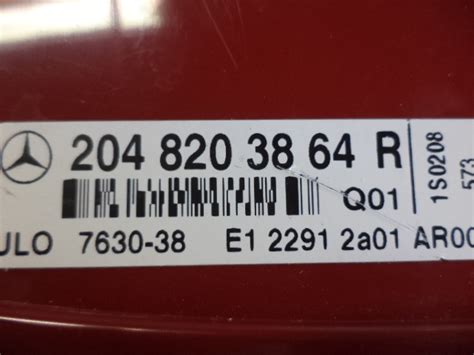 204 820 38 64 R
Q01
ULO 7630-38 E1 2291 2a01 AR00
1S0208
573